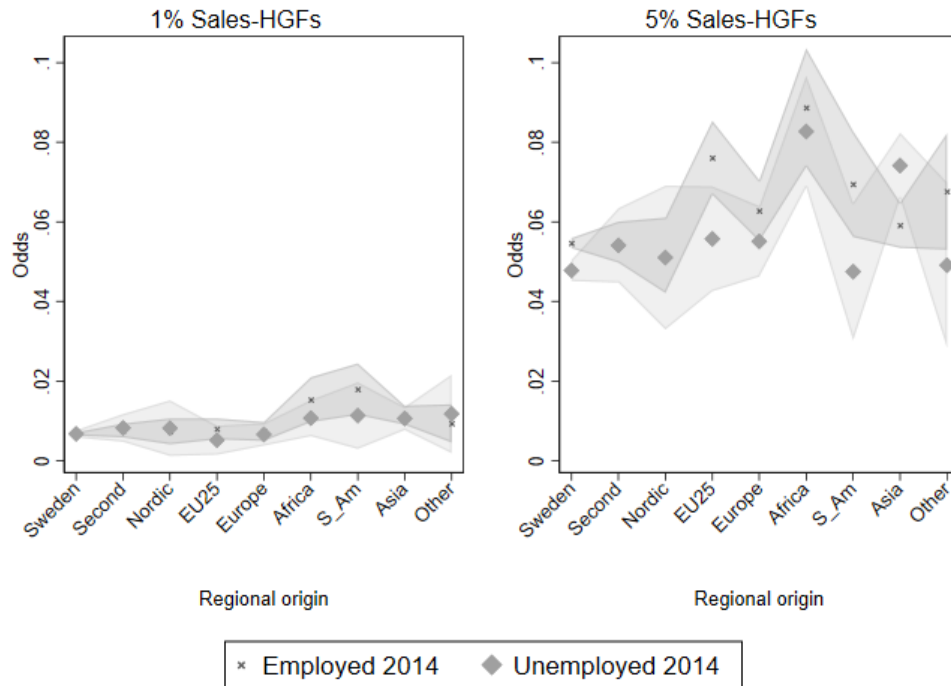 1% Sales-HGFs
Odds
0
.02
.04
.06
.08
.1
Sweden
Second
Nordic
EU25
Europe
Africa
S_Am
Asia
Other
Regional origin
5% Sales-HGFs
Odds
0
.02
.04
.06
.08
.1
Sweden
Second
Nordic
EU25
Europe
Africa
S_Am
Asia
Other
Regional origin
Employed 2014
Unemployed 2014